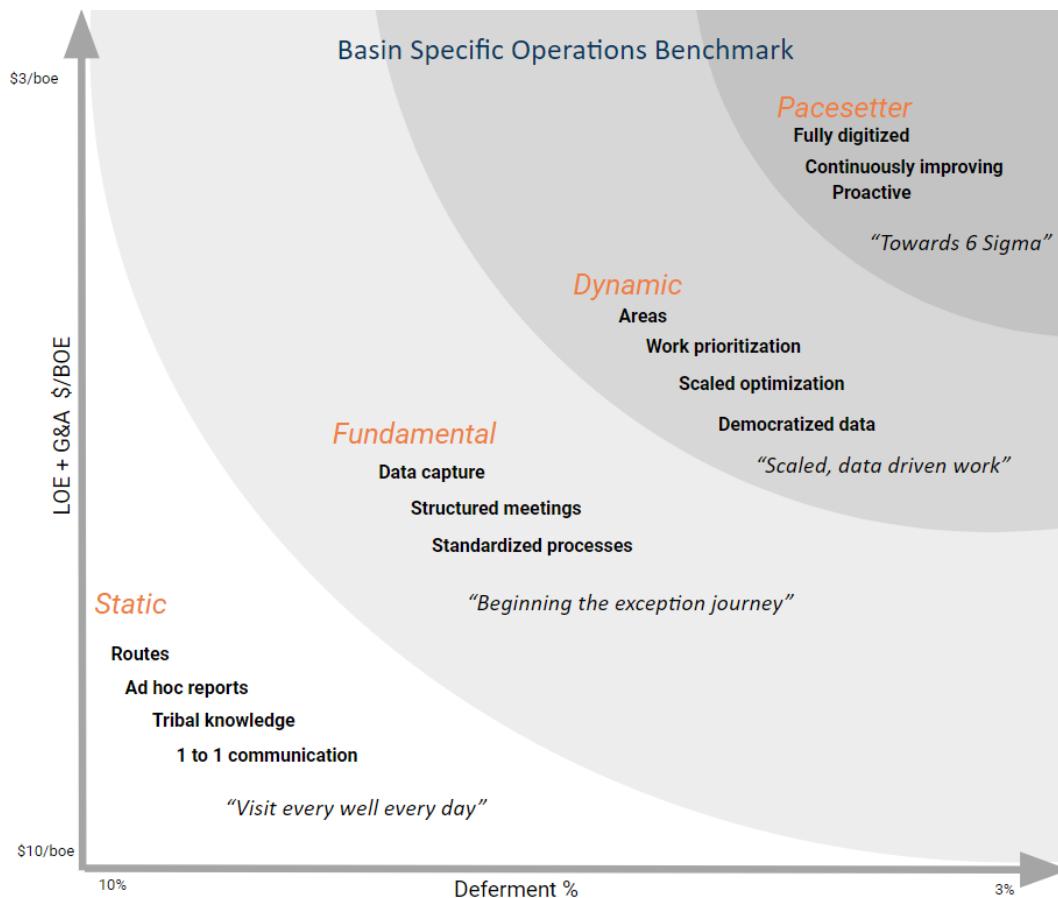 Basin Specific Operations Benchmark
$3/boe
Pacesetter
Fully digitized
Continuously improving
Proactive
“Towards 6 Sigma”
Dynamic
Areas
Work prioritization
Scaled optimization
Democratized data
“Scaled, data driven work”
LOE + G&A $/BOE
Fundamental
Data capture
Structured meetings
Standardized processes
“Beginning the exception journey”
Static
Routes
Ad hoc reports
Tribal knowledge
1 to 1 communication
“Visit every well every day”
$10/boe
10%
Deferment %
3%